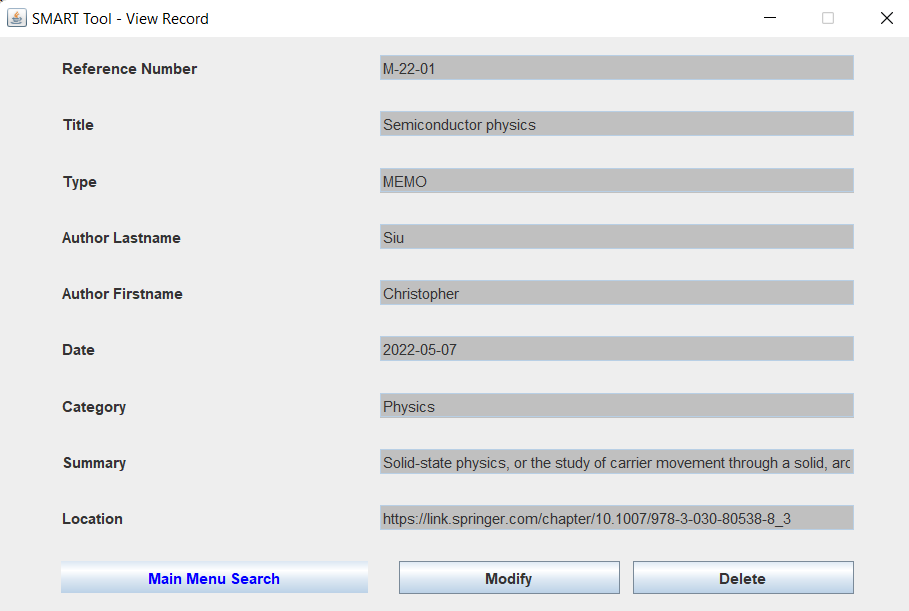 SMART Tool - View Record
Reference Number M-22-01
Title Semiconductor physics
Type MEMO
Author Lastname Siu
Author Firstname Christopher
Date 2022-05-07
Category Physics
Summary Solid-state physics, or the study of carrier movement through a solid,
Location https://link.springer.com/chapter/10.1007/978-3-030-80538-8_3
Main Menu Search Modify Delete